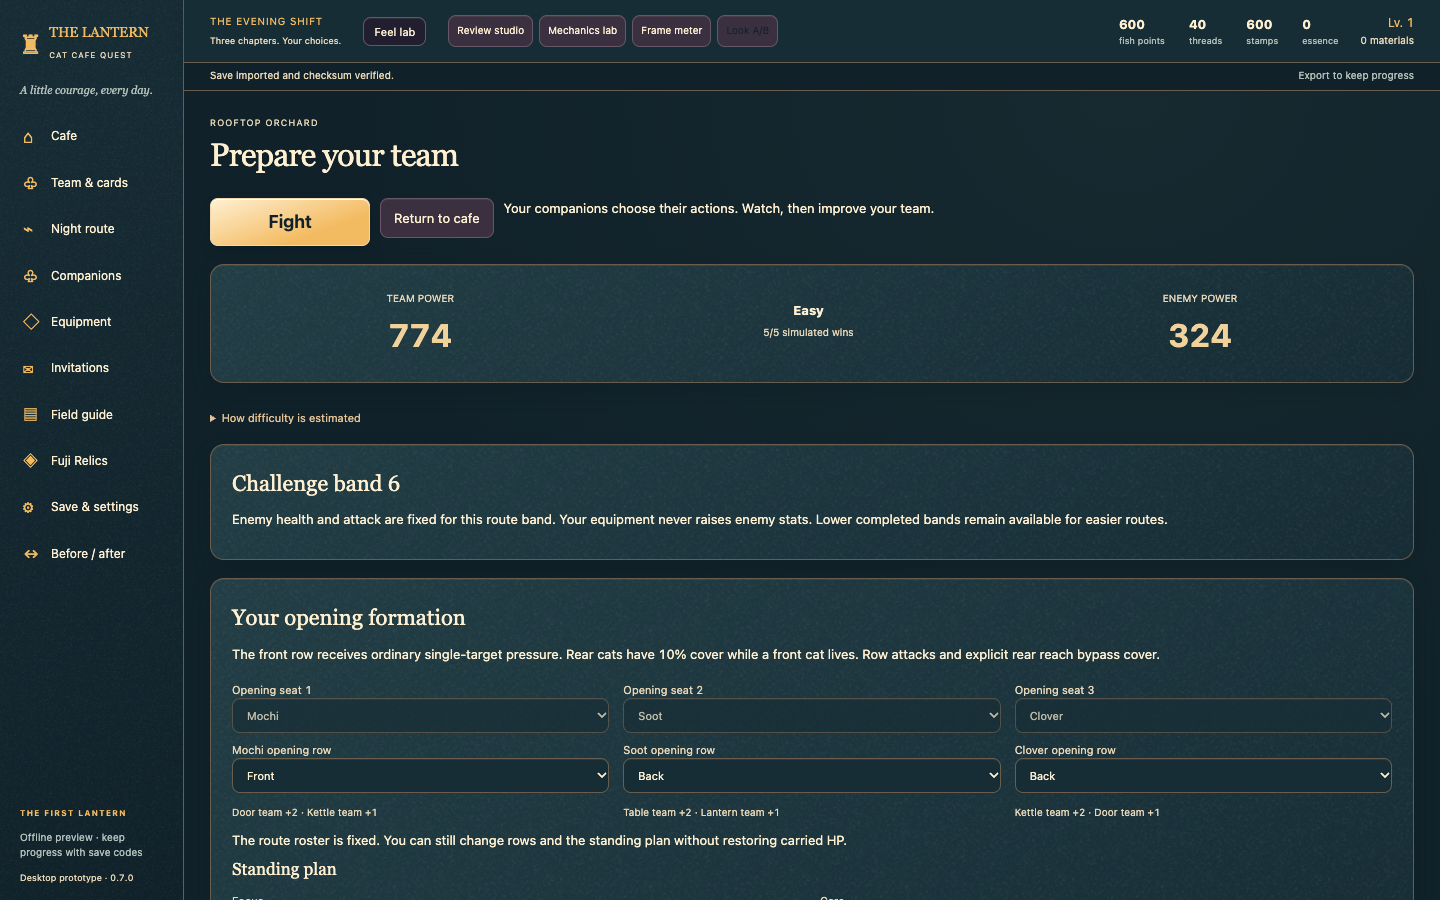 THE LANTERN
CAT CAFE QUEST
A little courage, every day.
Cafe
Team & cards
Night route
Companions
Equipment
Invitations
Field guide
Fuji Relics
Save & settings
Before / after
THE FIRST LANTERN
Offline preview · keep
progress with save codes
Desktop prototype · 0.7.0
THE EVENING SHIFT
Three chapters. Your choices.
Feel lab
Review studio
Mechanics lab
Frame meter
Look A/B
600 fish points
40 threads
600 stamps
0 essence
Lv. 1
0 materials
Save imported and checksum verified.
Export to keep progress
ROOFTOP ORCHARD
Prepare your team
Fight
Return to cafe
Your companions choose their actions. Watch, then improve your team.
TEAM POWER
774
Easy
5/5 simulated wins
ENEMY POWER
324
How difficulty is estimated
Challenge band 6
Enemy health and attack are fixed for this route band. Your equipment never raises enemy stats. Lower completed bands remain available for easier routes.
Your opening formation
The front row receives ordinary single-target pressure. Rear cats have 10% cover while a front cat lives. Row attacks and explicit rear reach bypass cover.
Opening seat 1
Opening seat 2
Opening seat 3
Mochi
Soot
Clover
Mochi opening row
Soot opening row
Clover opening row
Front
Back
Back
Door team +2 · Kettle team +1
Table team +2 · Lantern team +1
Kettle team +2 · Door team +1
The route roster is fixed. You can still change rows and the standing plan without restoring carried HP.
Standing plan